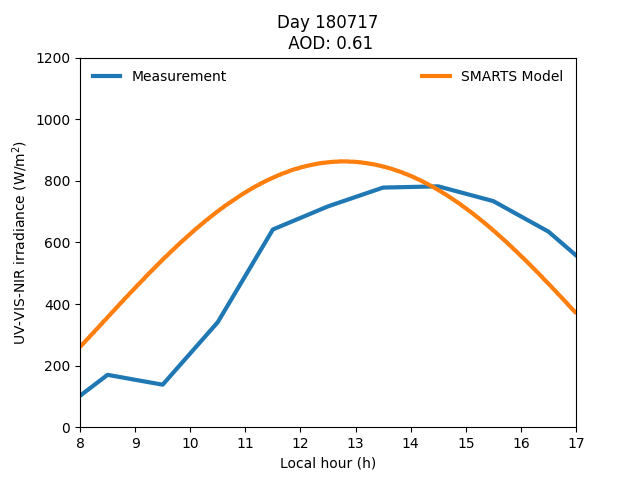 Day 180717
AOD: 0.61
Measurement
SMARTS Model
1200
1000
800
600
400
200
0
UV-VIS-NIR irradiance (W/m²)
8 9 10 11 12 13 14 15 16 17
Local hour (h)